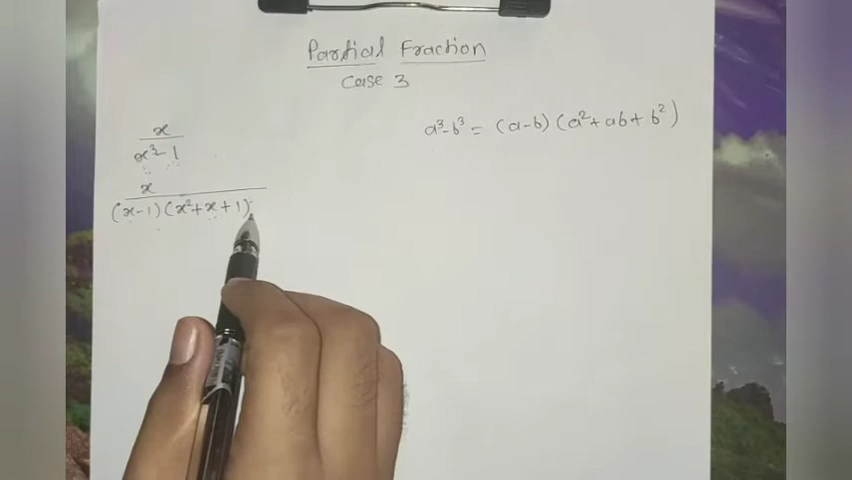 Partial Fraction
Case 3
a³-b³ = (a-b)(a²+ab+b²)
x
x³-1
x
(x-1)(x²+x+1)